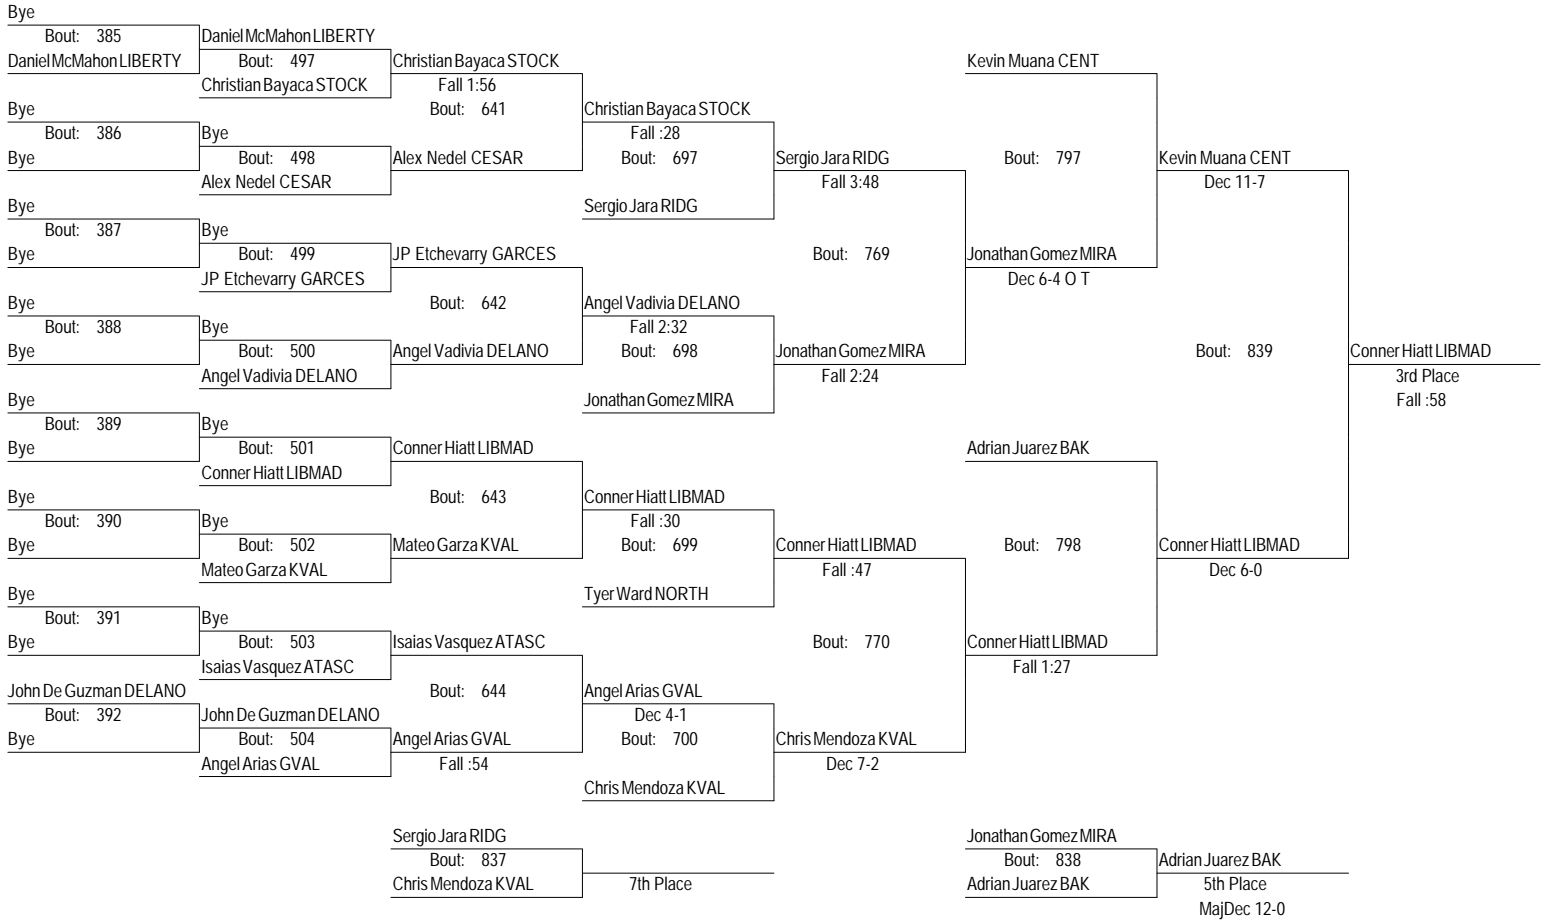 Bye
Bout: 385
Daniel McMahon LIBERTY
Bye
Bout: 386
Bye
Bye
Bout: 387
Bye
Bye
Bout: 388
Bye
Bye
Bout: 389
Bye
Bye
Bout: 390
Bye
Bye
Bout: 391
Bye
John De Guzman DELANO
Bout: 392
Bye
Daniel McMahon LIBERTY
Bout: 497
Christian Bayaca STOCK
Bye
Bout: 498
Alex Nedel CESAR
Bye
Bout: 499
JP Etchevarry GARCES
Bye
Bout: 500
Angel Vadivia DELANO
Bye
Bout: 501
Conner Hiatt LIBMAD
Bye
Bout: 502
Mateo Garza KVAL
Bye
Bout: 503
Isaias Vasquez ATASC
John De Guzman DELANO
Bout: 504
Angel Arias GVAL
Christian Bayaca STOCK
Fall 1:56
Bout: 641
Alex Nedel CESAR
JP Etchevarry GARCES
Bout: 642
Angel Vadivia DELANO
Conner Hiatt LIBMAD
Bout: 643
Mateo Garza KVAL
Isaias Vasquez ATASC
Bout: 644
Angel Arias GVAL
Fall :54
Christian Bayaca STOCK
Fall :28
Bout: 697
Sergio Jara RIDG
Angel Vadivia DELANO
Fall 2:32
Bout: 698
Jonathan Gomez MIRA
Conner Hiatt LIBMAD
Fall :30
Bout: 699
Tyer Ward NORTH
Angel Arias GVAL
Dec 4-1
Bout: 700
Chris Mendoza KVAL
Sergio Jara RIDG
Fall 3:48
Bout: 769
Jonathan Gomez MIRA
Fall 2:24
Conner Hiatt LIBMAD
Fall :47
Bout: 770
Chris Mendoza KVAL
Dec 7-2
Kevin Muana CENT
Bout: 797
Jonathan Gomez MIRA
Dec 6-4 O T
Adrian Juarez BAK
Bout: 798
Conner Hiatt LIBMAD
Fall 1:27
Kevin Muana CENT
Dec 11-7
Bout: 839
Conner Hiatt LIBMAD
Dec 6-0
Conner Hiatt LIBMAD
3rd Place
Fall :58
Sergio Jara RIDG
Bout: 837
Chris Mendoza KVAL
7th Place
Jonathan Gomez MIRA
Bout: 838
Adrian Juarez BAK
Adrian Juarez BAK
5th Place
MajDec 12-0